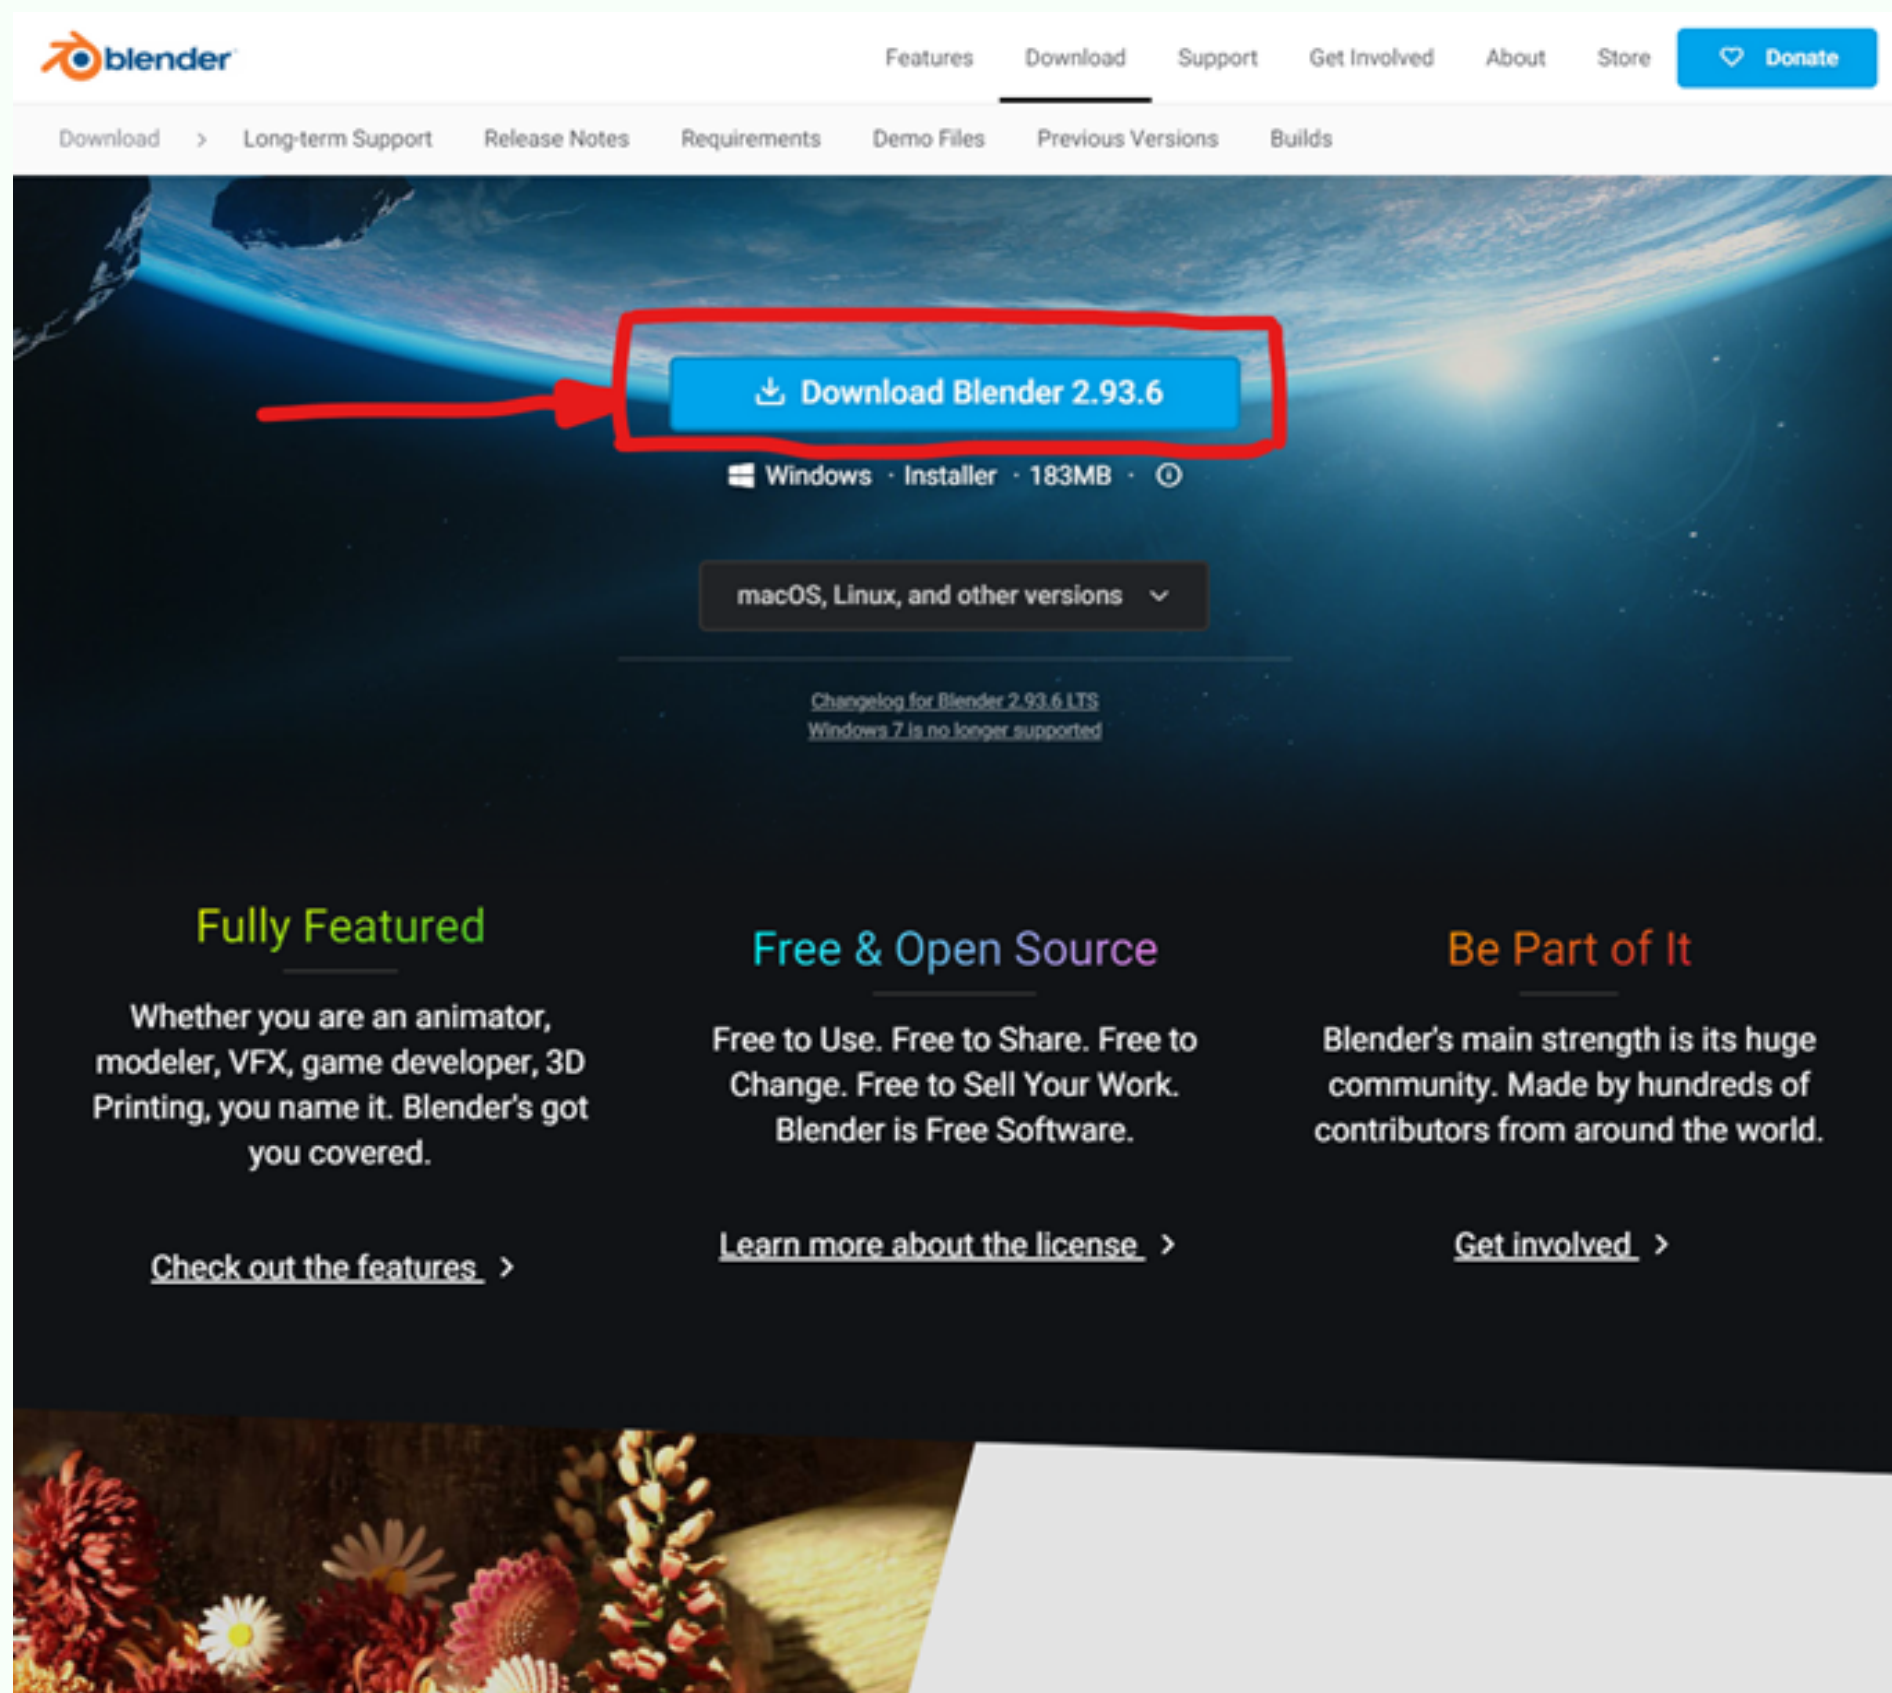 blender
Features Download Support Get Involved About Store Donate
Download > Long-term Support Release Notes Requirements Demo Files Previous Versions Builds
Download Blender 2.93.6
Windows · Installer · 183MB ·
macOS, Linux, and other versions
Changelog for Blender 2.93.6 LTS
Windows 7 is no longer supported
Fully Featured
Whether you are an animator,
modeler, VFX, game developer, 3D
Printing, you name it. Blender's got
you covered.
Check out the features >
Free & Open Source
Free to Use. Free to Share. Free to
Change. Free to Sell Your Work.
Blender is Free Software.
Learn more about the license >
Be Part of It
Blender's main strength is its huge
community. Made by hundreds of
contributors from around the world.
Get involved >